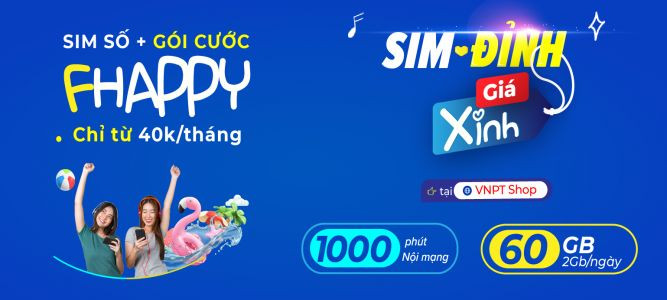 SIM SỐ + GÓI CƯỚC
FHAPPY
Chỉ từ 40k/tháng
SIM ĐỈNH
Giá
Xinh
tại VNPT Shop
1000 phút
Nội mạng
60 GB
2Gb/ngày